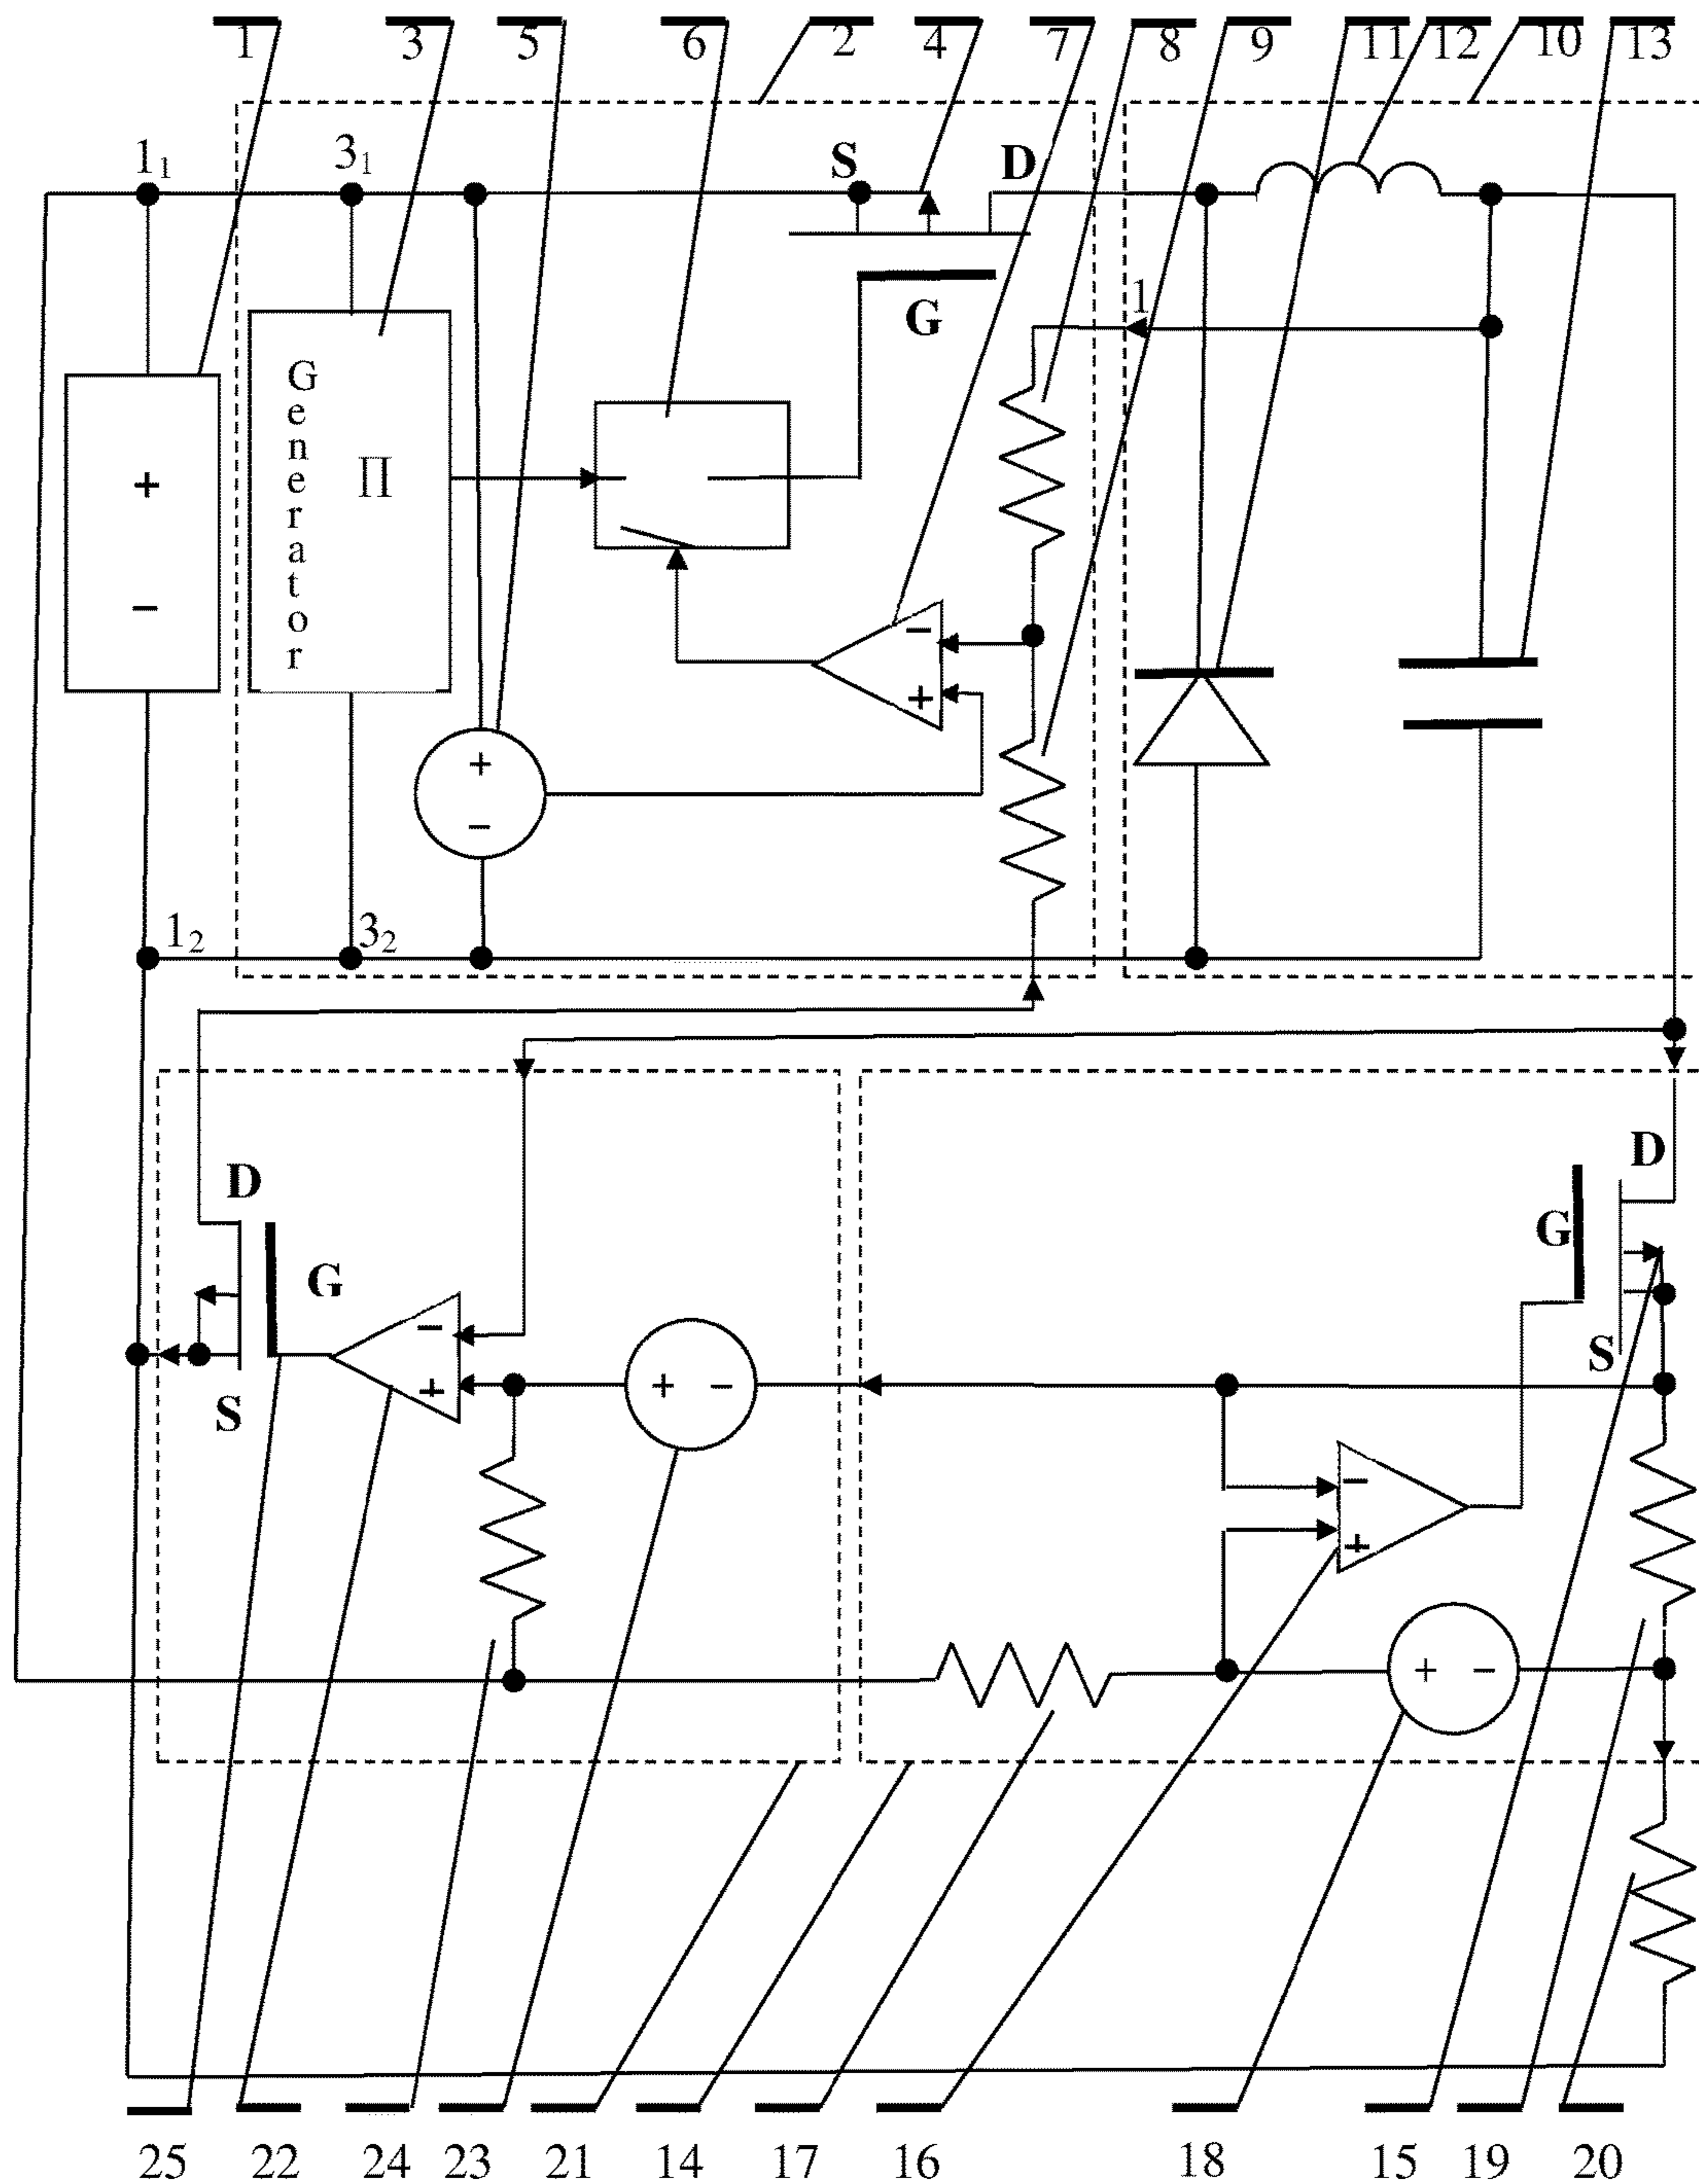 1 3 5 6 2 4 7 8 9 11 12 10 13
1₁ 3₁ S D
G 1
Generator
∏
+
−
−
+
+
−
1₂ 3₂
D
D
G
G
S
−
+
+ −
S
−
+
+ −
25 22 24 23 21 14 17 16 18 15 19 20